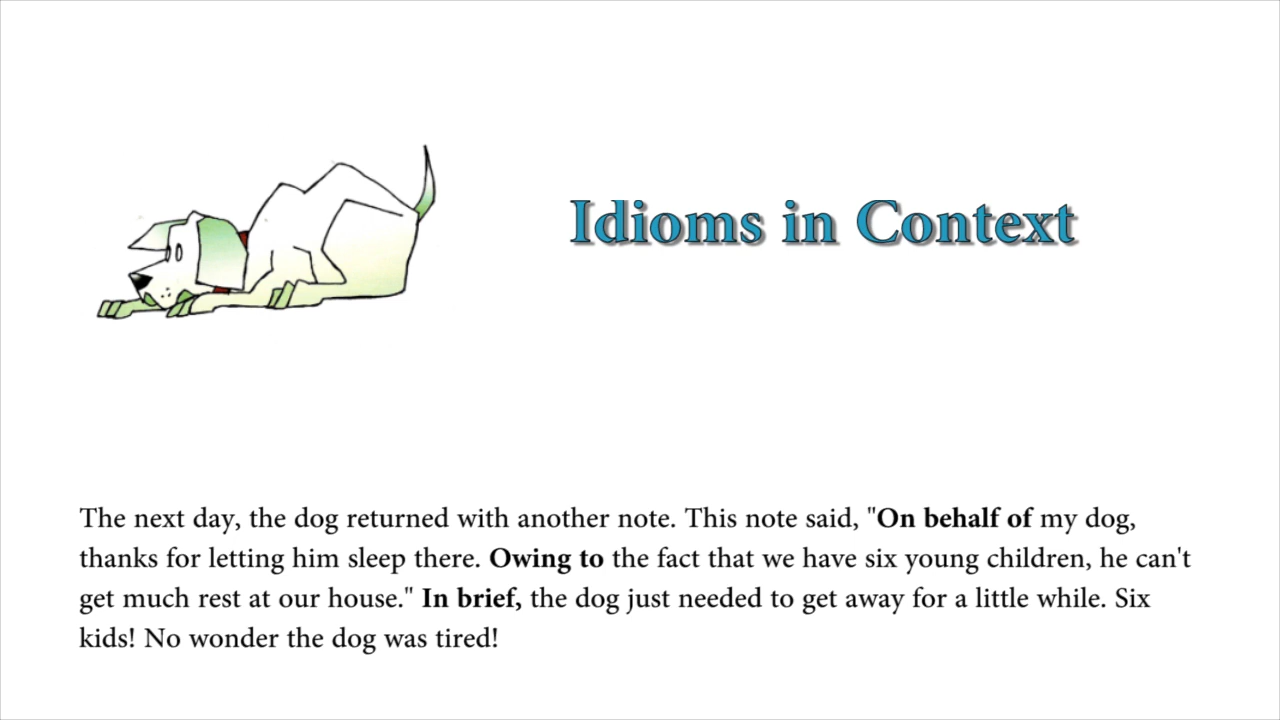 Idioms in Context
The next day, the dog returned with another note. This note said, "On behalf of my dog,
thanks for letting him sleep there. Owing to the fact that we have six young children, he can't
get much rest at our house." In brief, the dog just needed to get away for a little while. Six
kids! No wonder the dog was tired!